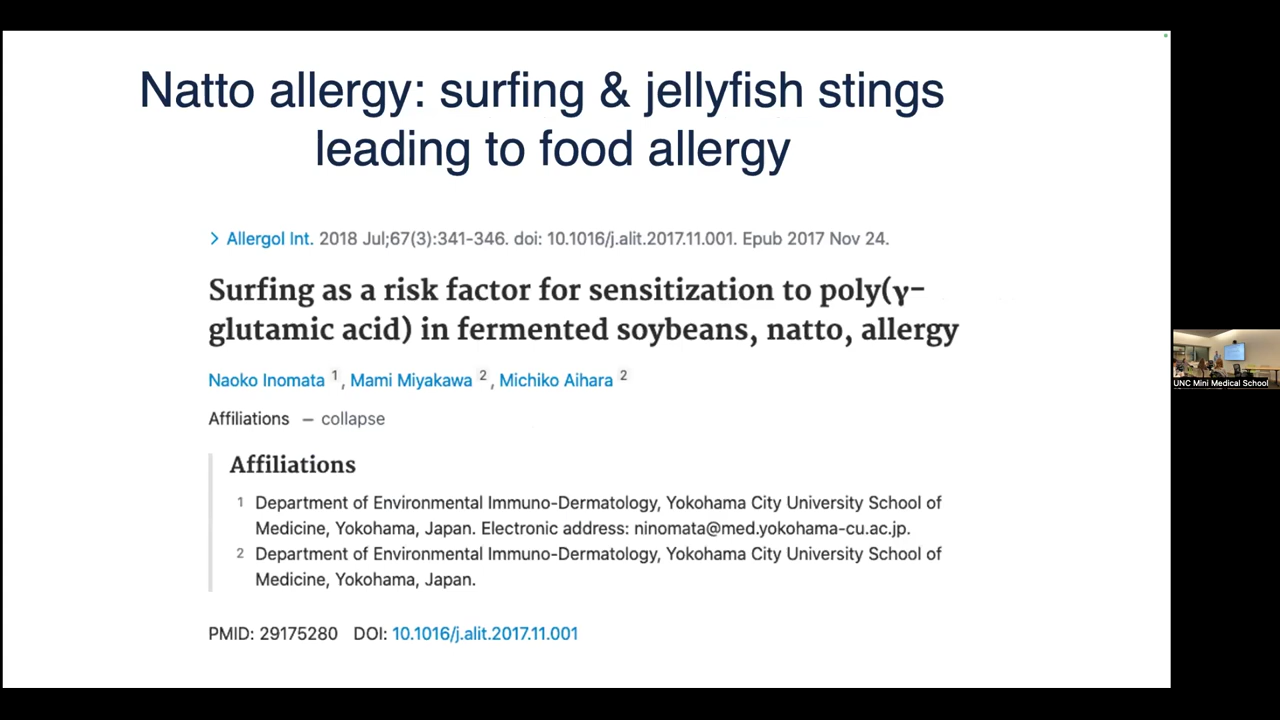 Natto allergy: surfing & jellyfish stings
leading to food allergy
> Allergol Int. 2018 Jul;67(3):341-346. doi: 10.1016/j.alit.2017.11.001. Epub 2017 Nov 24.
Surfing as a risk factor for sensitization to poly(γ-
glutamic acid) in fermented soybeans, natto, allergy
Naoko Inomata 1, Mami Miyakawa 2, Michiko Aihara 2
Affiliations – collapse
Affiliations
1 Department of Environmental Immuno-Dermatology, Yokohama City University School of
Medicine, Yokohama, Japan. Electronic address: ninomata@med.yokohama-cu.ac.jp.
2 Department of Environmental Immuno-Dermatology, Yokohama City University School of
Medicine, Yokohama, Japan.
PMID: 29175280 DOI: 10.1016/j.alit.2017.11.001
UNC Mini Medical School